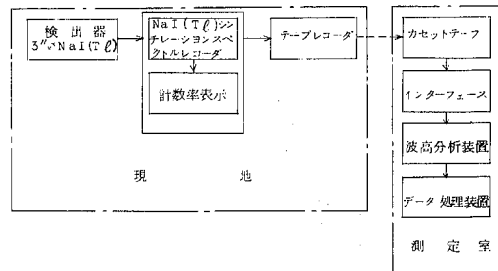 検出器
3"φNaI(Tℓ)
NaI(Tℓ)シン
チレーションスペ
クトルレコーダ
計数率表示
テープレコーダ
現地
カセットテープ
インターフェース
波高分析装置
データ処理装置
測定室